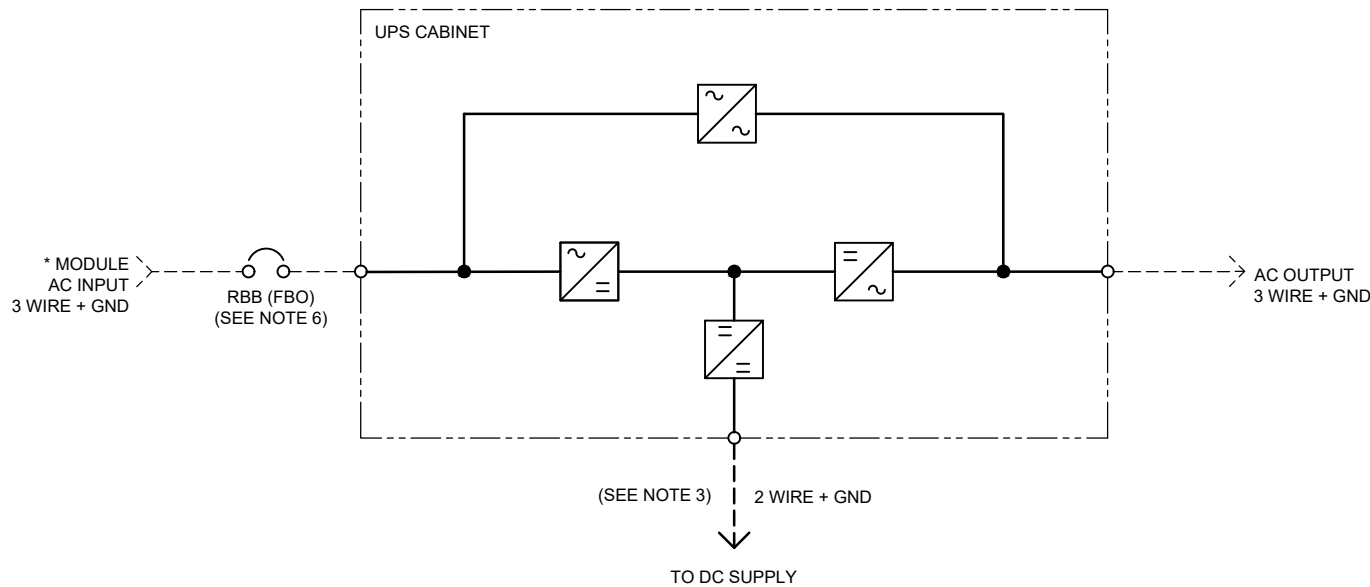 UPS CABINET
* MODULE
AC INPUT
3 WIRE + GND
RBB (FBO)
(SEE NOTE 6)
AC OUTPUT
3 WIRE + GND
(SEE NOTE 3)
2 WIRE + GND
TO DC SUPPLY